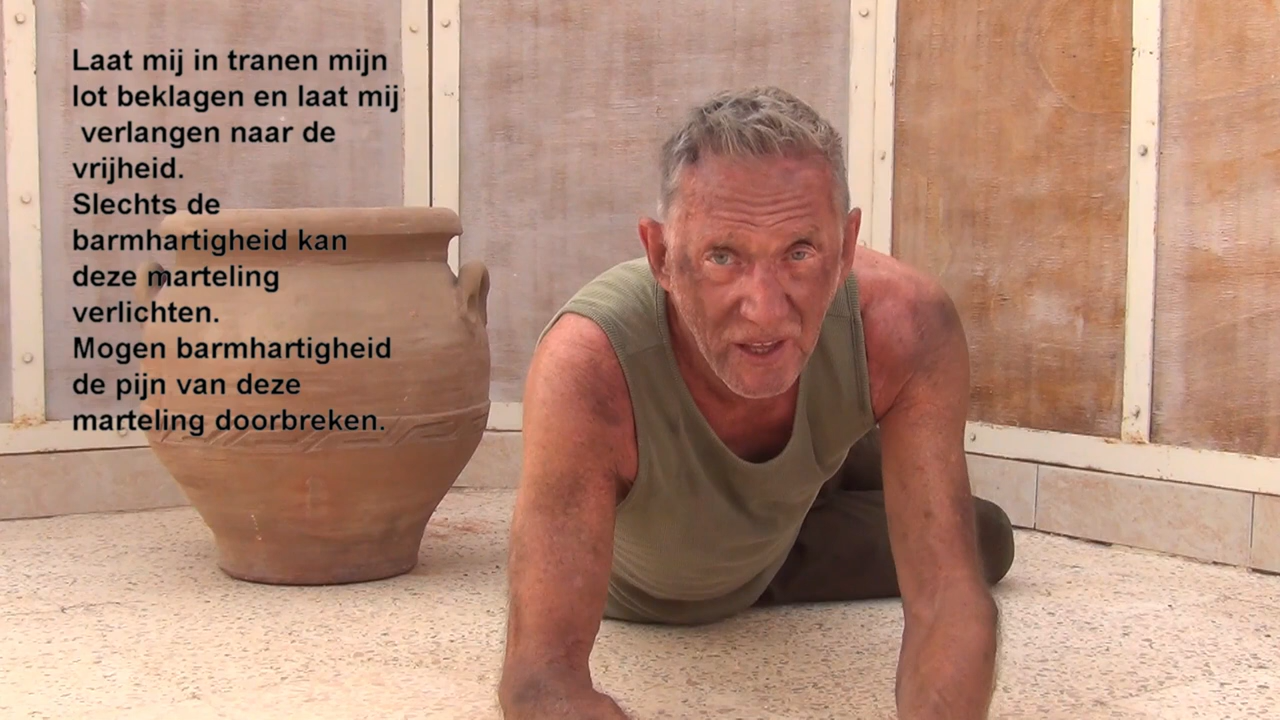 Laat mij in tranen mijn
lot beklagen en laat mij
verlangen naar de
vrijheid.
Slechts de
barmhartigheid kan
deze marteling
verlichten.
Mogen barmhartigheid
de pijn van deze
marteling doorbreken.